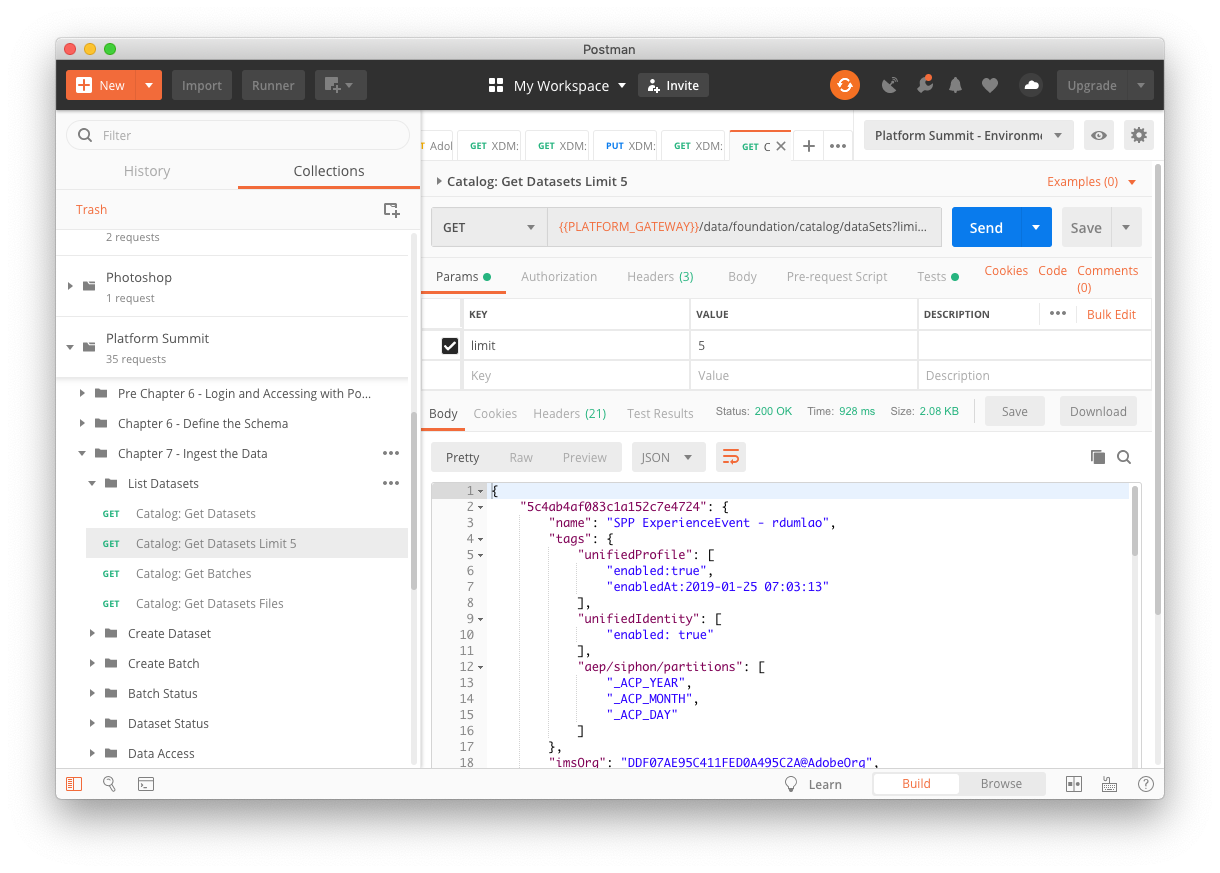 Postman
New
Import
Runner
My Workspace
Invite
Upgrade
Filter
History
Collections
Trash
2 requests
Photoshop
1 request
Platform Summit
35 requests
Pre Chapter 6 - Login and Accessing with Po...
Chapter 6 - Define the Schema
Chapter 7 - Ingest the Data
List Datasets
GET Catalog: Get Datasets
GET Catalog: Get Datasets Limit 5
GET Catalog: Get Batches
GET Catalog: Get Datasets Files
Create Dataset
Create Batch
Batch Status
Dataset Status
Data Access
T Adol
GET XDM:
GET XDM:
PUT XDM:
GET XDM:
GET C
Platform Summit - Environme
Catalog: Get Datasets Limit 5
Examples (0)
GET
{{PLATFORM_GATEWAY}}/data/foundation/catalog/dataSets?limi...
Send
Save
Params
Authorization
Headers (3)
Body
Pre-request Script
Tests
Cookies
Code
Comments (0)
KEY VALUE DESCRIPTION
Bulk Edit
limit 5
Key Value Description
Body
Cookies
Headers (21)
Test Results
Status: 200 OK
Time: 928 ms
Size: 2.08 KB
Save
Download
Pretty
Raw
Preview
JSON
1 {
2 "5c4ab4af083c1a152c7e4724": {
3 "name": "SPP ExperienceEvent - rdumlao",
4 "tags": {
5 "unifiedProfile": [
6 "enabled:true",
7 "enabledAt:2019-01-25 07:03:13"
8 ],
9 "unifiedIdentity": [
10 "enabled: true"
11 ],
12 "aep/siphon/partitions": [
13 "_ACP_YEAR",
14 "_ACP_MONTH",
15 "_ACP_DAY"
16 ]
17 },
18 "imsOrg": "DDF07AE95C411FED0A495C2A@AdobeOrg",
Learn
Build
Browse